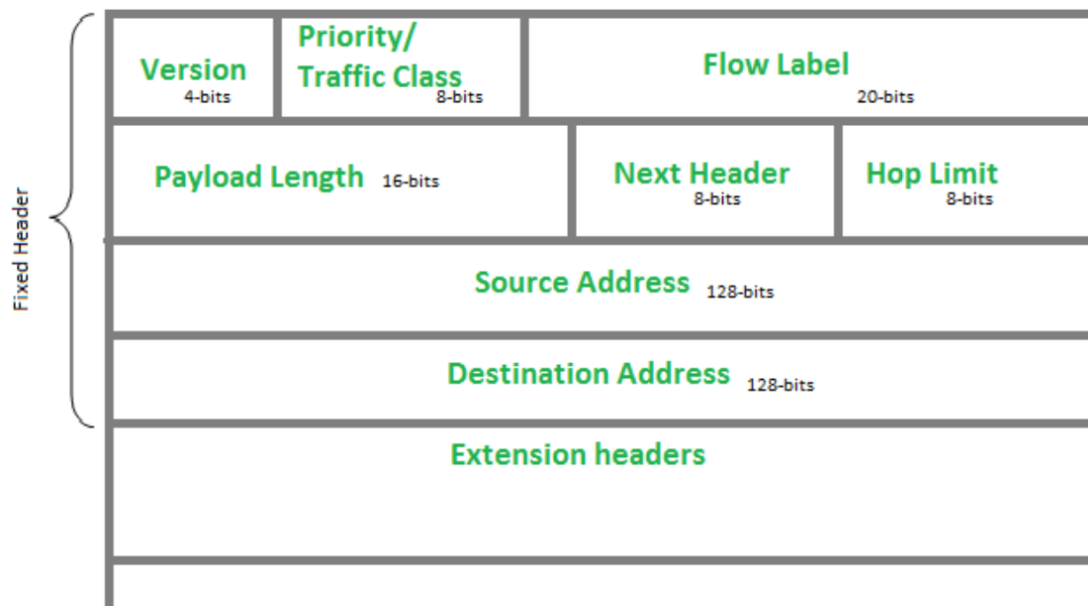 Version
4-bits
Priority/
Traffic Class
8-bits
Flow Label
20-bits
Payload Length 16-bits
Next Header
8-bits
Hop Limit
8-bits
Fixed Header
Source Address 128-bits
Destination Address 128-bits
Extension headers